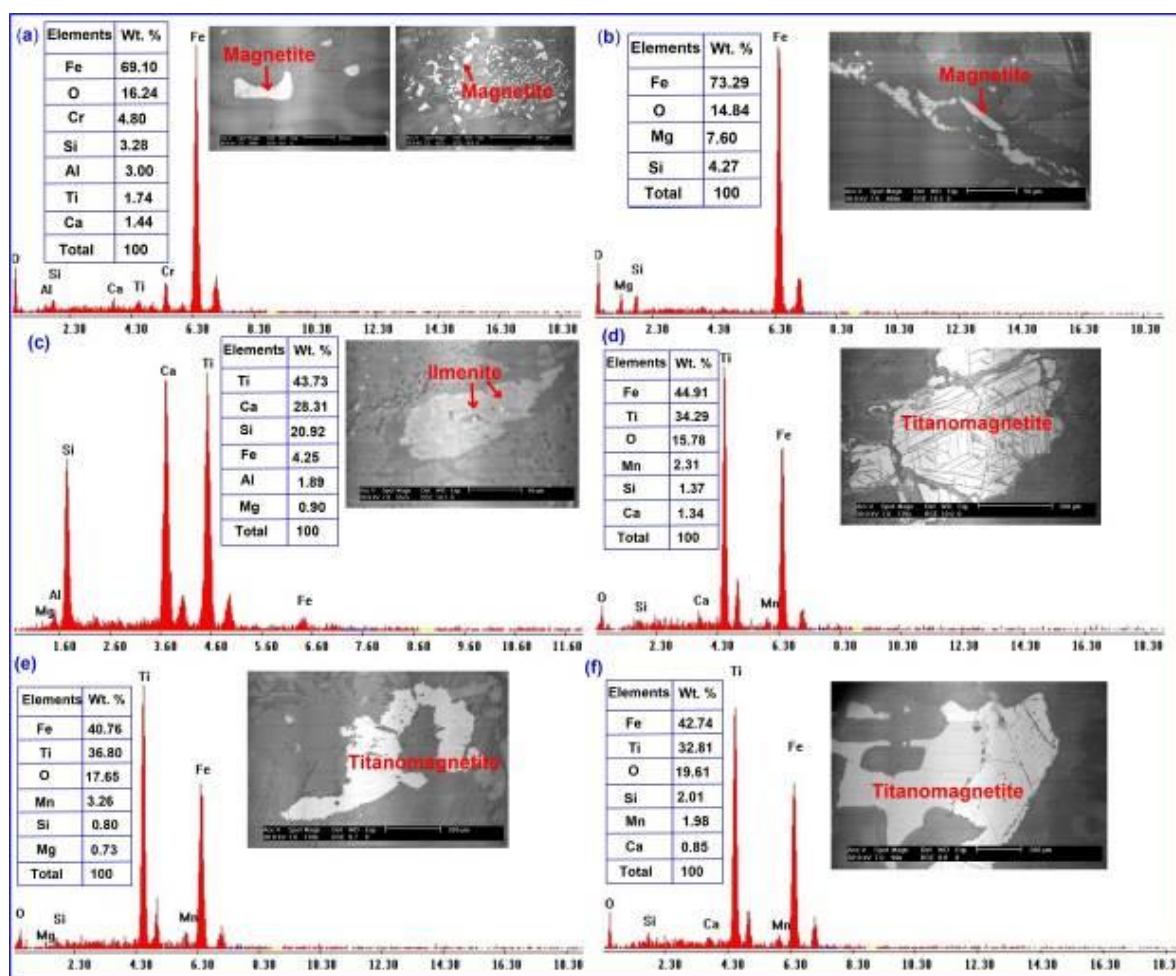 (a)
Elements Wt. %
Fe 69.10
O 16.24
Cr 4.80
Si 3.28
Al 3.00
Ti 1.74
Ca 1.44
Total 100
Fe
Magnetite
Magnetite
O
Si
Al
Ca
Ti
Cr
2.30 4.30 6.30 8.30 10.30 12.30 14.30 16.30 18.30
(b)
Elements Wt. %
Fe 73.29
O 14.84
Mg 7.60
Si 4.27
Total 100
Fe
Magnetite
O
Mg
Si
2.30 4.30 6.30 8.30 10.30 12.30 14.30 16.30 18.30
(c)
Elements Wt. %
Ti 43.73
Ca 28.31
Si 20.92
Fe 4.25
Al 1.89
Mg 0.90
Total 100
Ca
Ti
Si
Ilmenite
Al
Mg
Fe
1.60 2.60 3.60 4.60 5.60 6.60 7.60 8.60 9.60 10.60 11.60
(d)
Elements Wt. %
Fe 44.91
Ti 34.29
O 15.78
Mn 2.31
Si 1.37
Ca 1.34
Total 100
Ti
Fe
Titanomagnetite
O
Si
Ca
Mn
2.30 4.30 6.30 8.30 10.30 12.30 14.30 16.30 18.30
(e)
Elements Wt. %
Fe 40.76
Ti 36.80
O 17.65
Mn 3.26
Si 0.80
Mg 0.73
Total 100
Ti
Fe
Titanomagnetite
O
Mg
Si
Mn
2.30 4.30 6.30 8.30 10.30 12.30 14.30 16.30 18.30
(f)
Elements Wt. %
Fe 42.74
Ti 32.81
O 19.61
Si 2.01
Mn 1.98
Ca 0.85
Total 100
Ti
Fe
Titanomagnetite
O
Si
Ca
Mn
2.30 4.30 6.30 8.30 10.30 12.30 14.30 16.30